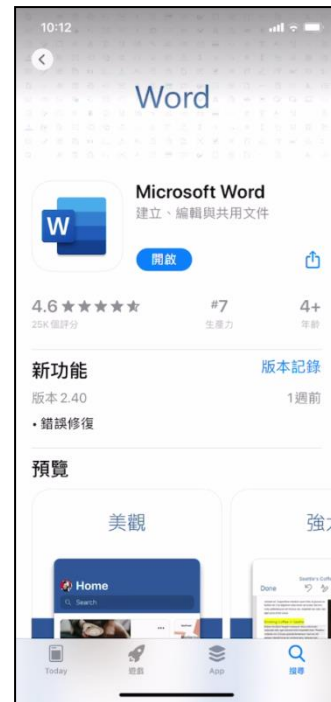 10:12
Word
Microsoft Word
建立、編輯與共用文件
W
開啟
4.6 #7 4+
25K 個評分 生產力 年齡
新功能 版本記錄
版本 2.40 1週前
• 錯誤修復
預覽
美觀 強大
Home
Search
Done
Today 遊戲 App 搜尋